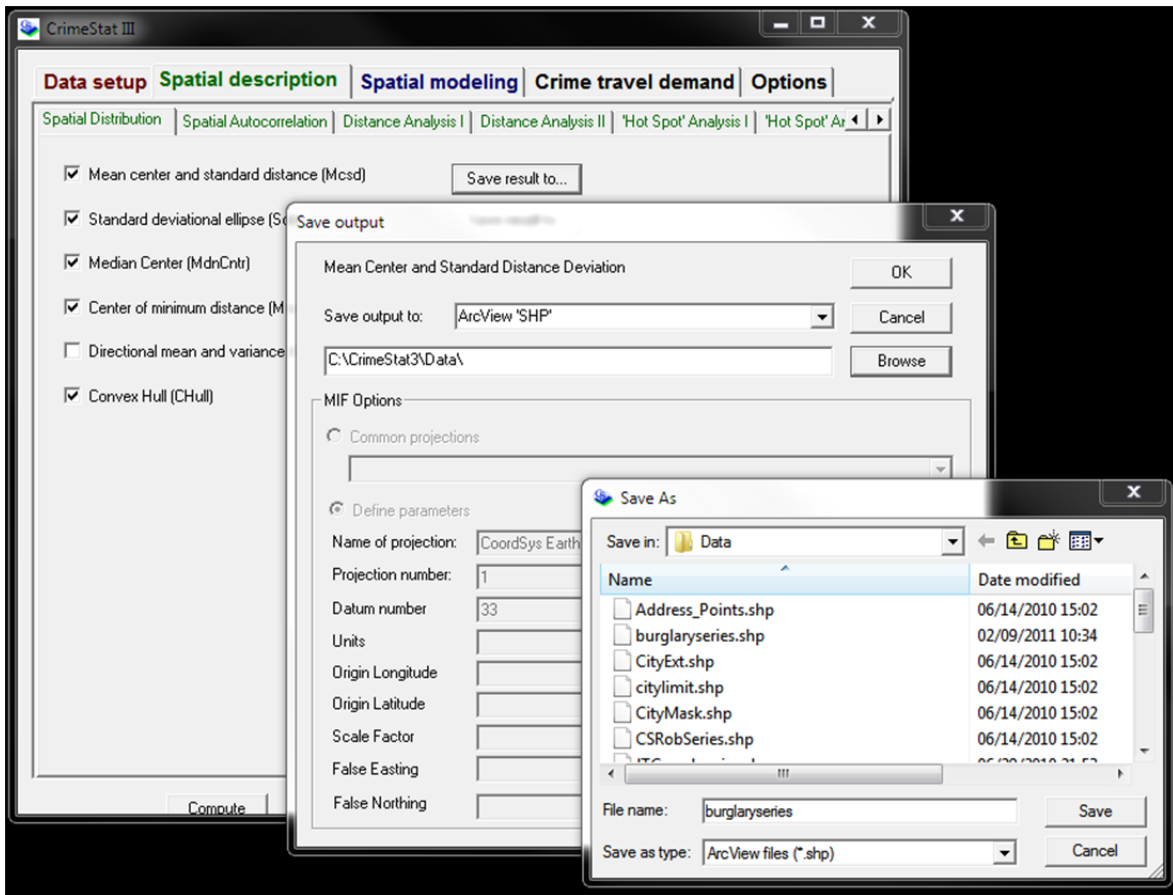 CrimeStat III
Data setup Spatial description Spatial modeling Crime travel demand Options
Spatial Distribution Spatial Autocorrelation Distance Analysis I Distance Analysis II 'Hot Spot' Analysis I 'Hot Spot' Ar
Mean center and standard distance (Mcsd)
Save result to...
Standard deviational ellipse (Sd
Median Center (MdnCntr)
Center of minimum distance (M
Directional mean and variance
Convex Hull (CHull)
Compute
Save output
Mean Center and Standard Distance Deviation
OK
Save output to: ArcView 'SHP'
Cancel
C:\CrimeStat3\Data\
Browse
MIF Options
Common projections
Define parameters
Name of projection: CoordSys Earth
Projection number: 1
Datum number 33
Units
Origin Longitude
Origin Latitude
Scale Factor
False Easting
False Northing
Save As
Save in: Data
Name Date modified
Address_Points.shp 06/14/2010 15:02
burglaryseries.shp 02/09/2011 10:34
CityExt.shp 06/14/2010 15:02
citylimit.shp 06/14/2010 15:02
CityMask.shp 06/14/2010 15:02
CSRobSeries.shp 06/14/2010 15:02
File name: burglaryseries
Save
Save as type: ArcView files (*.shp)
Cancel